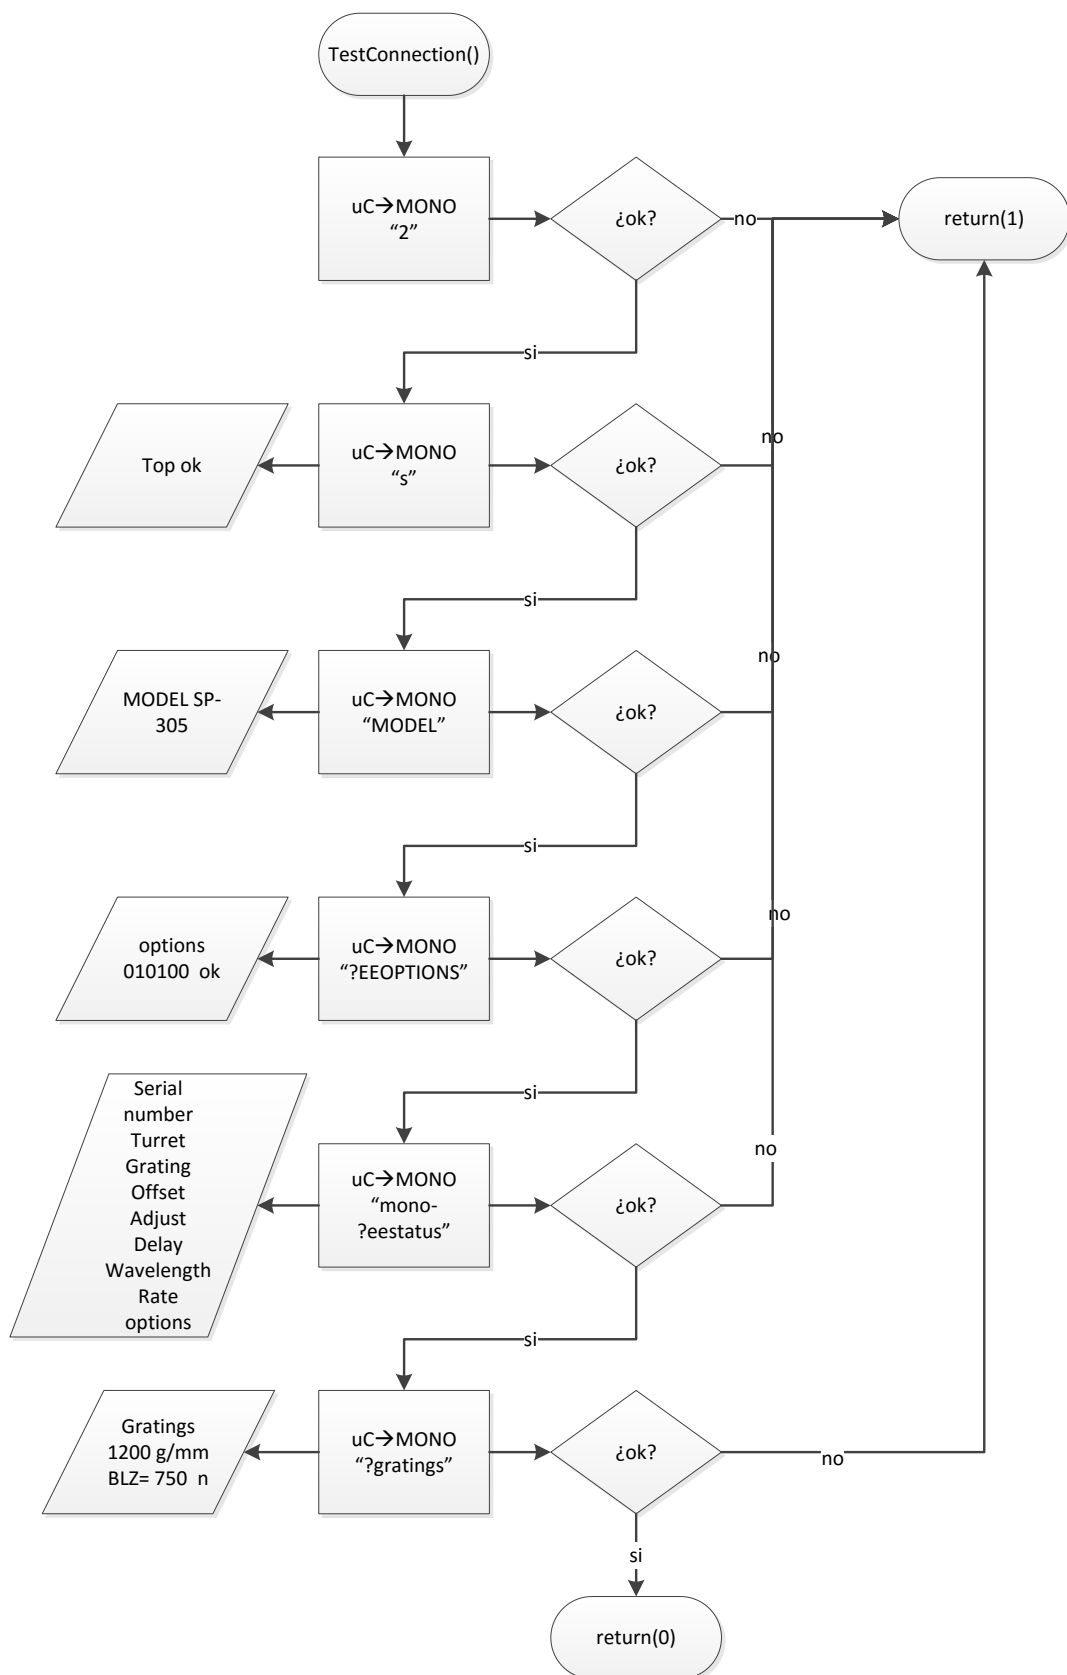 TestConnection()
uC→MONO
“2”
¿ok?
no
return(1)
si
Top ok
uC→MONO
“s”
¿ok?
no
si
MODEL SP-
305
uC→MONO
“MODEL”
¿ok?
no
si
options
010100  ok
uC→MONO
“?EEOPTIONS”
¿ok?
no
si
Serial
number
Turret
Grating
Offset
Adjust
Delay
Wavelength
Rate
options
uC→MONO
“mono-
?eestatus”
¿ok?
no
si
Gratings
1200 g/mm
BLZ= 750  n
uC→MONO
“?gratings”
¿ok?
no
si
return(0)